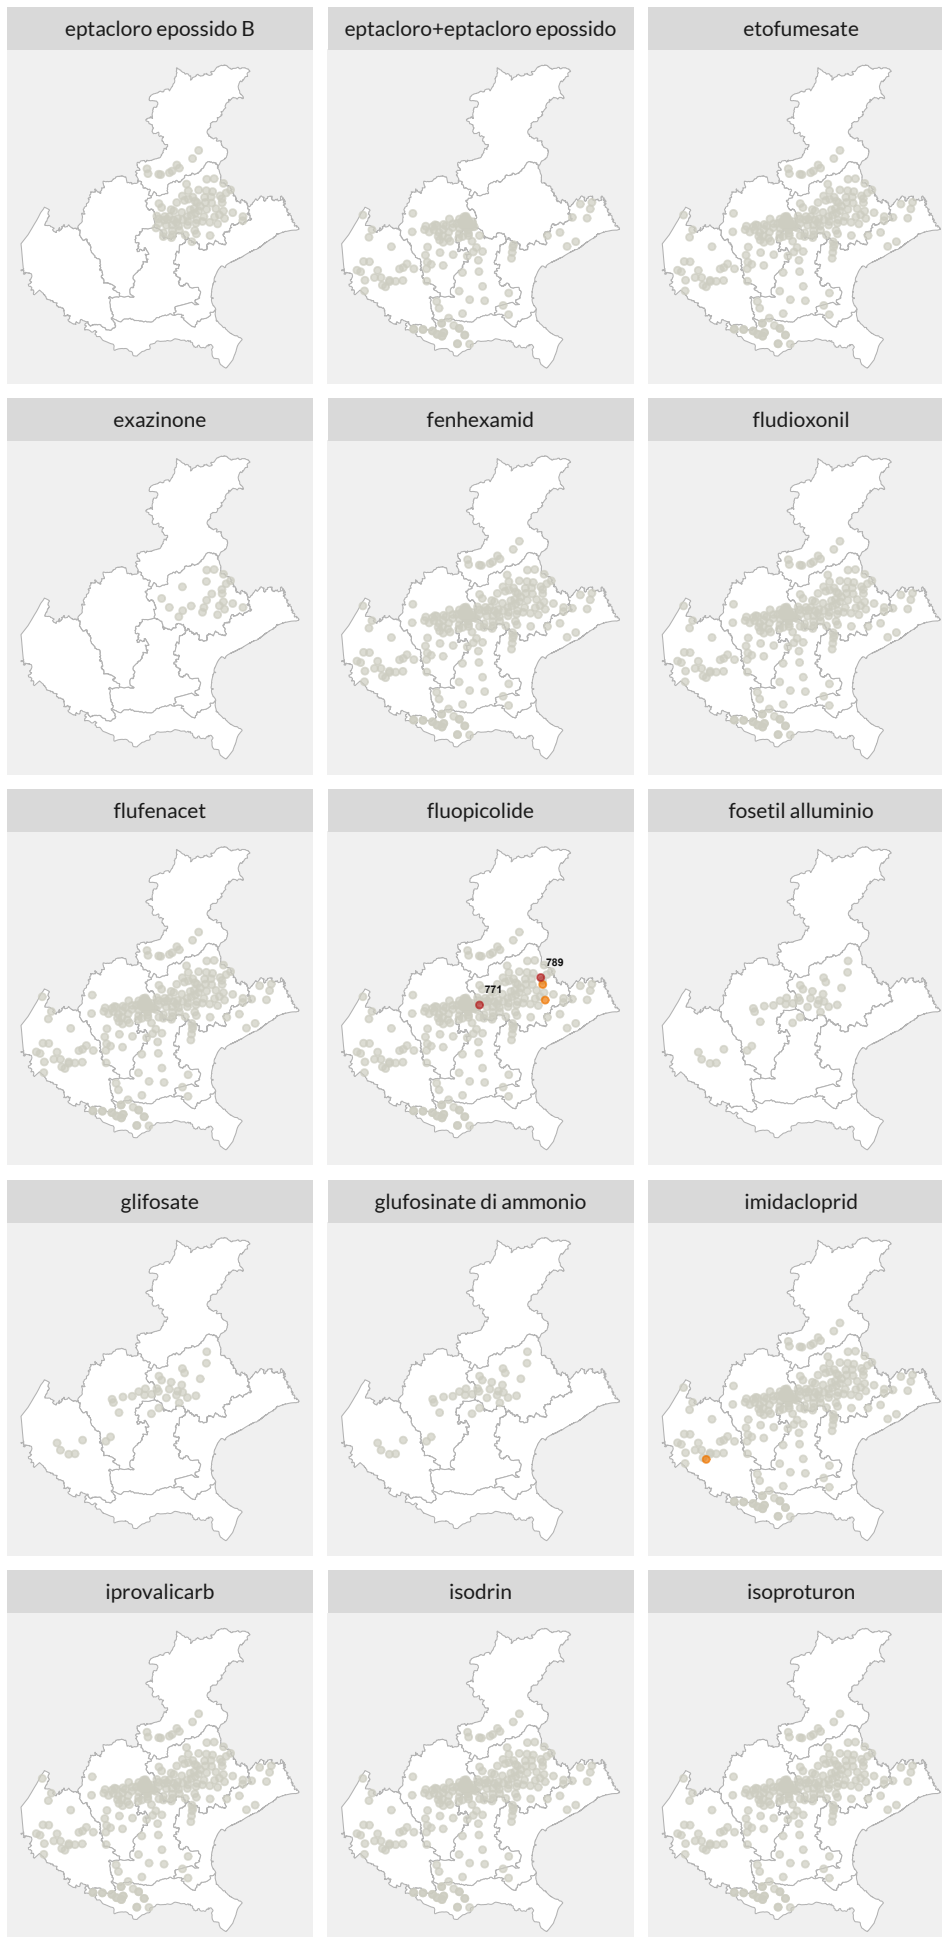 eptacloro epossido B
eptacloro+eptacloro epossido
etofumesate
exazinone
fenhexamid
fludioxonil
flufenacet
fluopicolide
fosetil alluminio
789
771
glifosate
glufosinate di ammonio
imidacloprid
iprovalicarb
isodrin
isoproturon